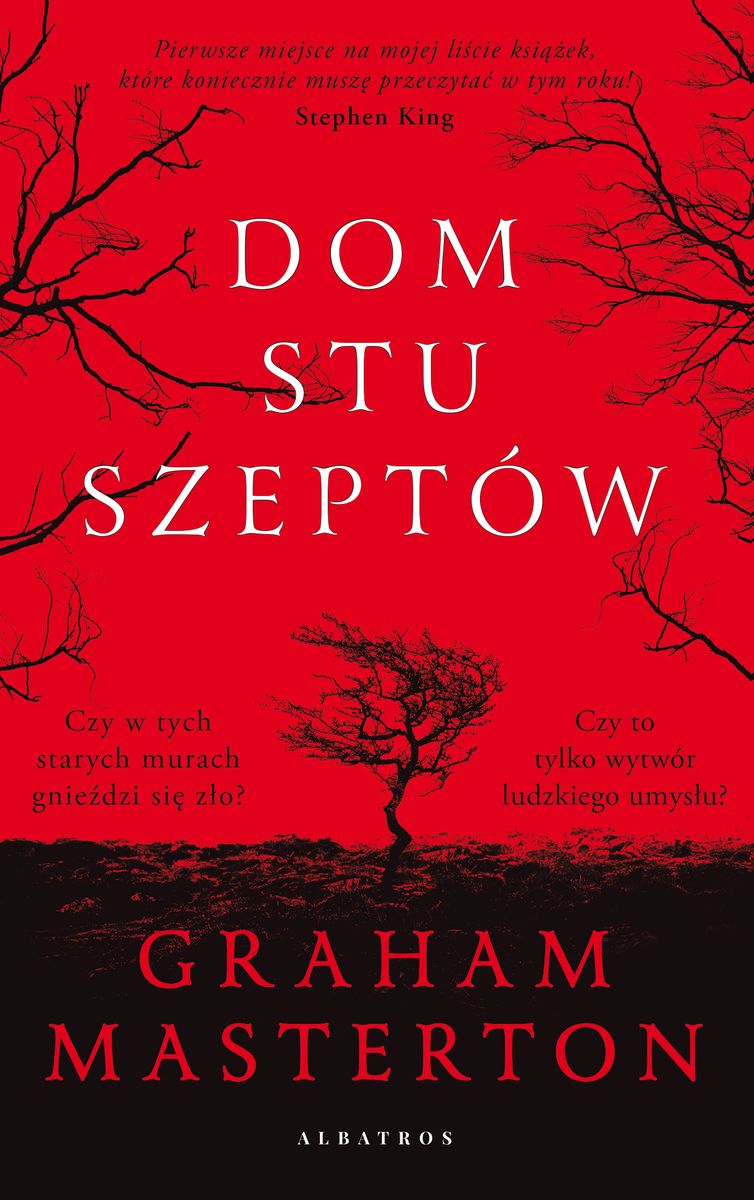 Pierwsze miejsce na mojej liście książek,
które koniecznie muszę przeczytać w tym roku!
Stephen King
DOM
STU
SZEPTÓW
Czy w tych
starych murach
gnieździ się zło?
Czy to
tylko wytwór
ludzkiego umysłu?
GRAHAM
MASTERTON
ALBATROS